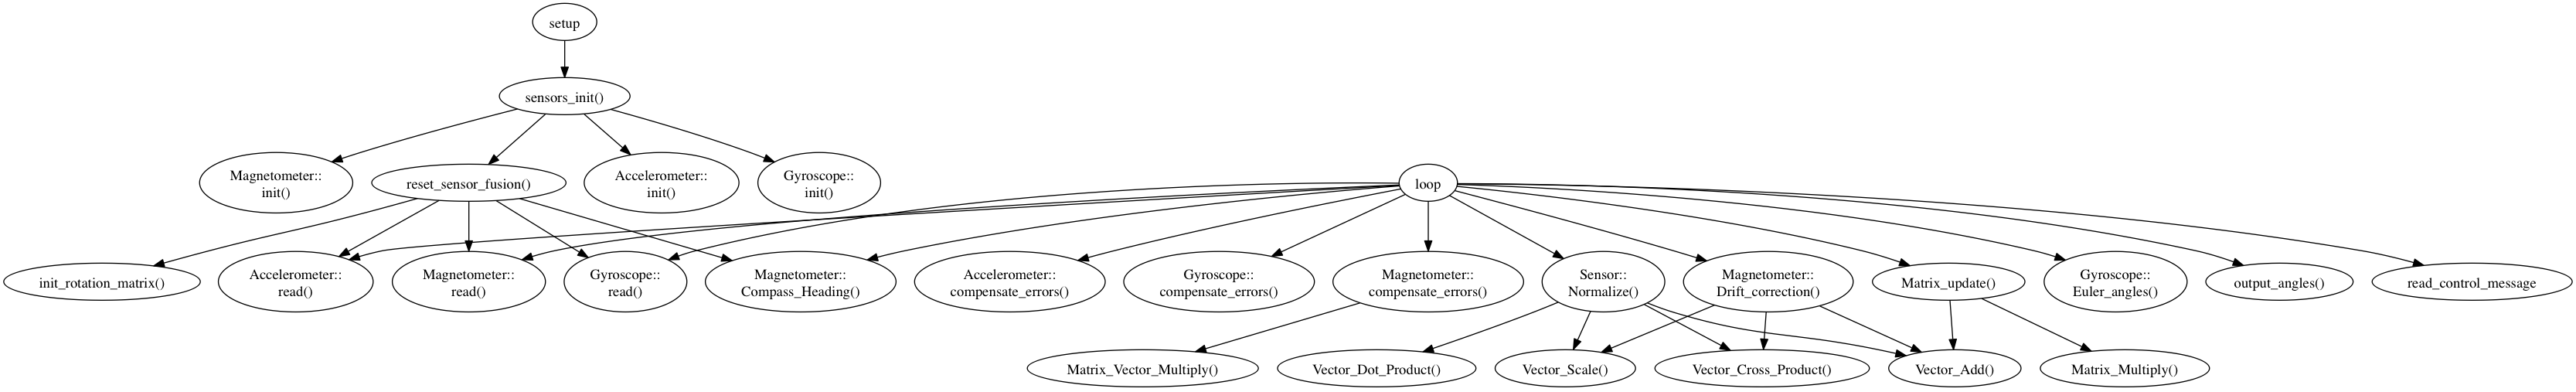 setup
sensors_init()
Magnetometer::
init()
reset_sensor_fusion()
Accelerometer::
init()
Gyroscope::
init()
loop
init_rotation_matrix()
Accelerometer::
read()
Magnetometer::
read()
Gyroscope::
read()
Magnetometer::
Compass_Heading()
Accelerometer::
compensate_errors()
Gyroscope::
compensate_errors()
Magnetometer::
compensate_errors()
Sensor::
Normalize()
Magnetometer::
Drift_correction()
Matrix_update()
Gyroscope::
Euler_angles()
output_angles()
read_control_message
Matrix_Vector_Multiply()
Vector_Dot_Product()
Vector_Scale()
Vector_Cross_Product()
Vector_Add()
Matrix_Multiply()